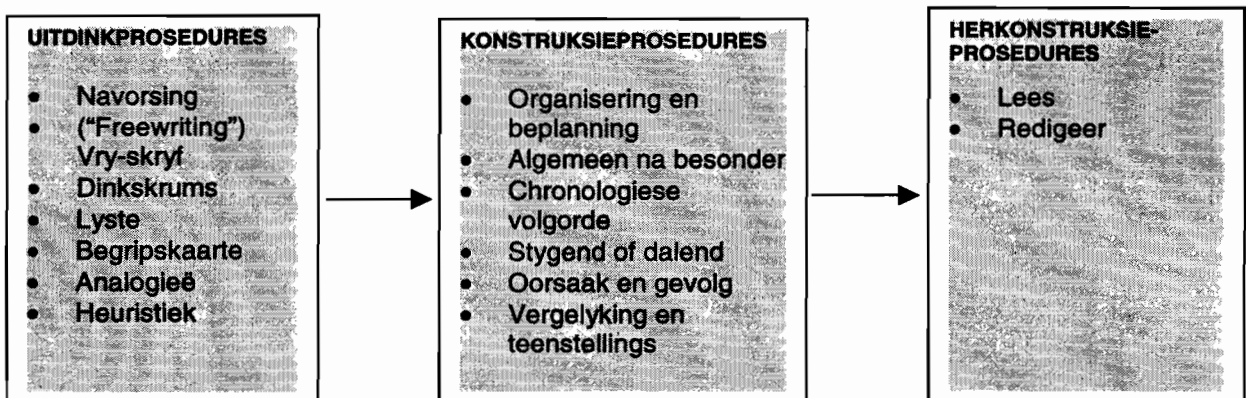 UITDINKPROSEDURES
• Navorsing
• ("Freewriting")
Vry-skryf
• Dinkskrums
• Lyste
• Begripskaarte
• Analogieë
• Heuristiek
KONSTRUKSIEPROSEDURES
• Organisering en
beplanning
• Algemeen na besonder
• Chronologiese
volgorde
• Stygend of dalend
• Oorsaak en gevolg
• Vergelyking en
teenstellings
HERKONSTRUKSIE-
PROSEDURES
• Lees
• Redigeer